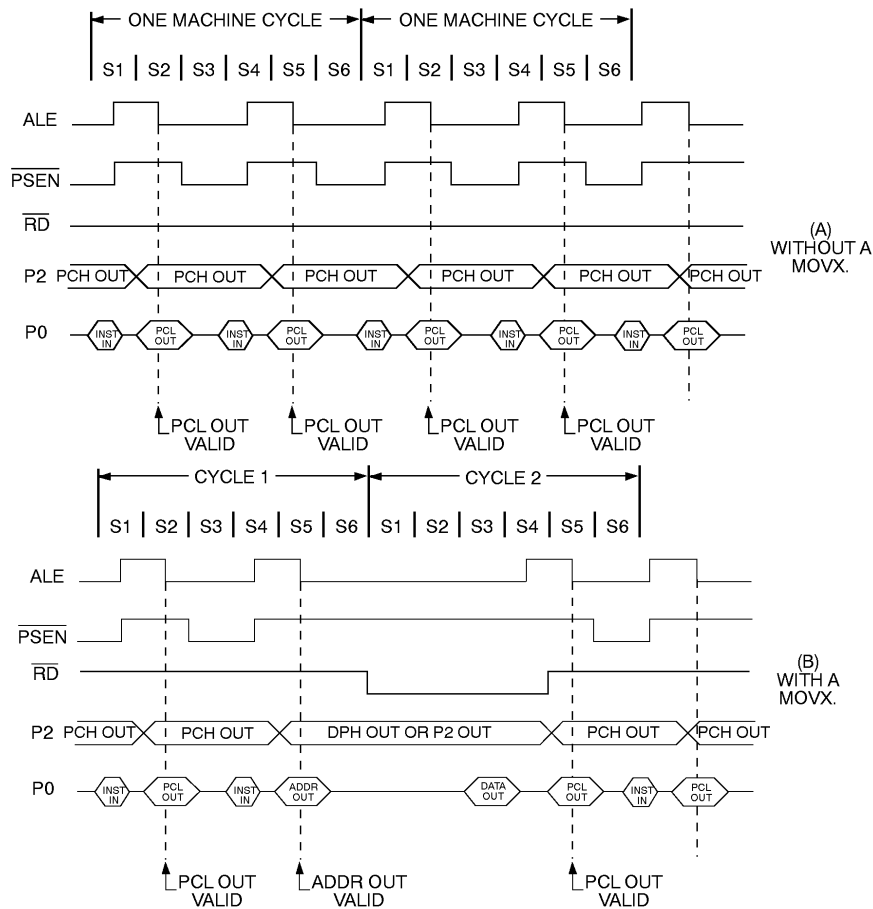 ONE MACHINE CYCLE ONE MACHINE CYCLE
S1 S2 S3 S4 S5 S6 S1 S2 S3 S4 S5 S6
ALE
PSEN
RD
(A)
WITHOUT A
MOVX.
P2 PCH OUT PCH OUT PCH OUT PCH OUT PCH OUT PCH OUT
P0 INST IN PCL OUT INST IN PCL OUT INST IN PCL OUT INST IN PCL OUT INST IN PCL OUT
PCL OUT VALID PCL OUT VALID PCL OUT VALID PCL OUT VALID
CYCLE 1 CYCLE 2
S1 S2 S3 S4 S5 S6 S1 S2 S3 S4 S5 S6
ALE
PSEN
RD
(B)
WITH A
MOVX.
P2 PCH OUT PCH OUT DPH OUT OR P2 OUT PCH OUT PCH OUT
P0 INST IN PCL OUT INST IN ADDR OUT DATA OUT PCL OUT INST IN PCL OUT
PCL OUT VALID ADDR OUT VALID PCL OUT VALID